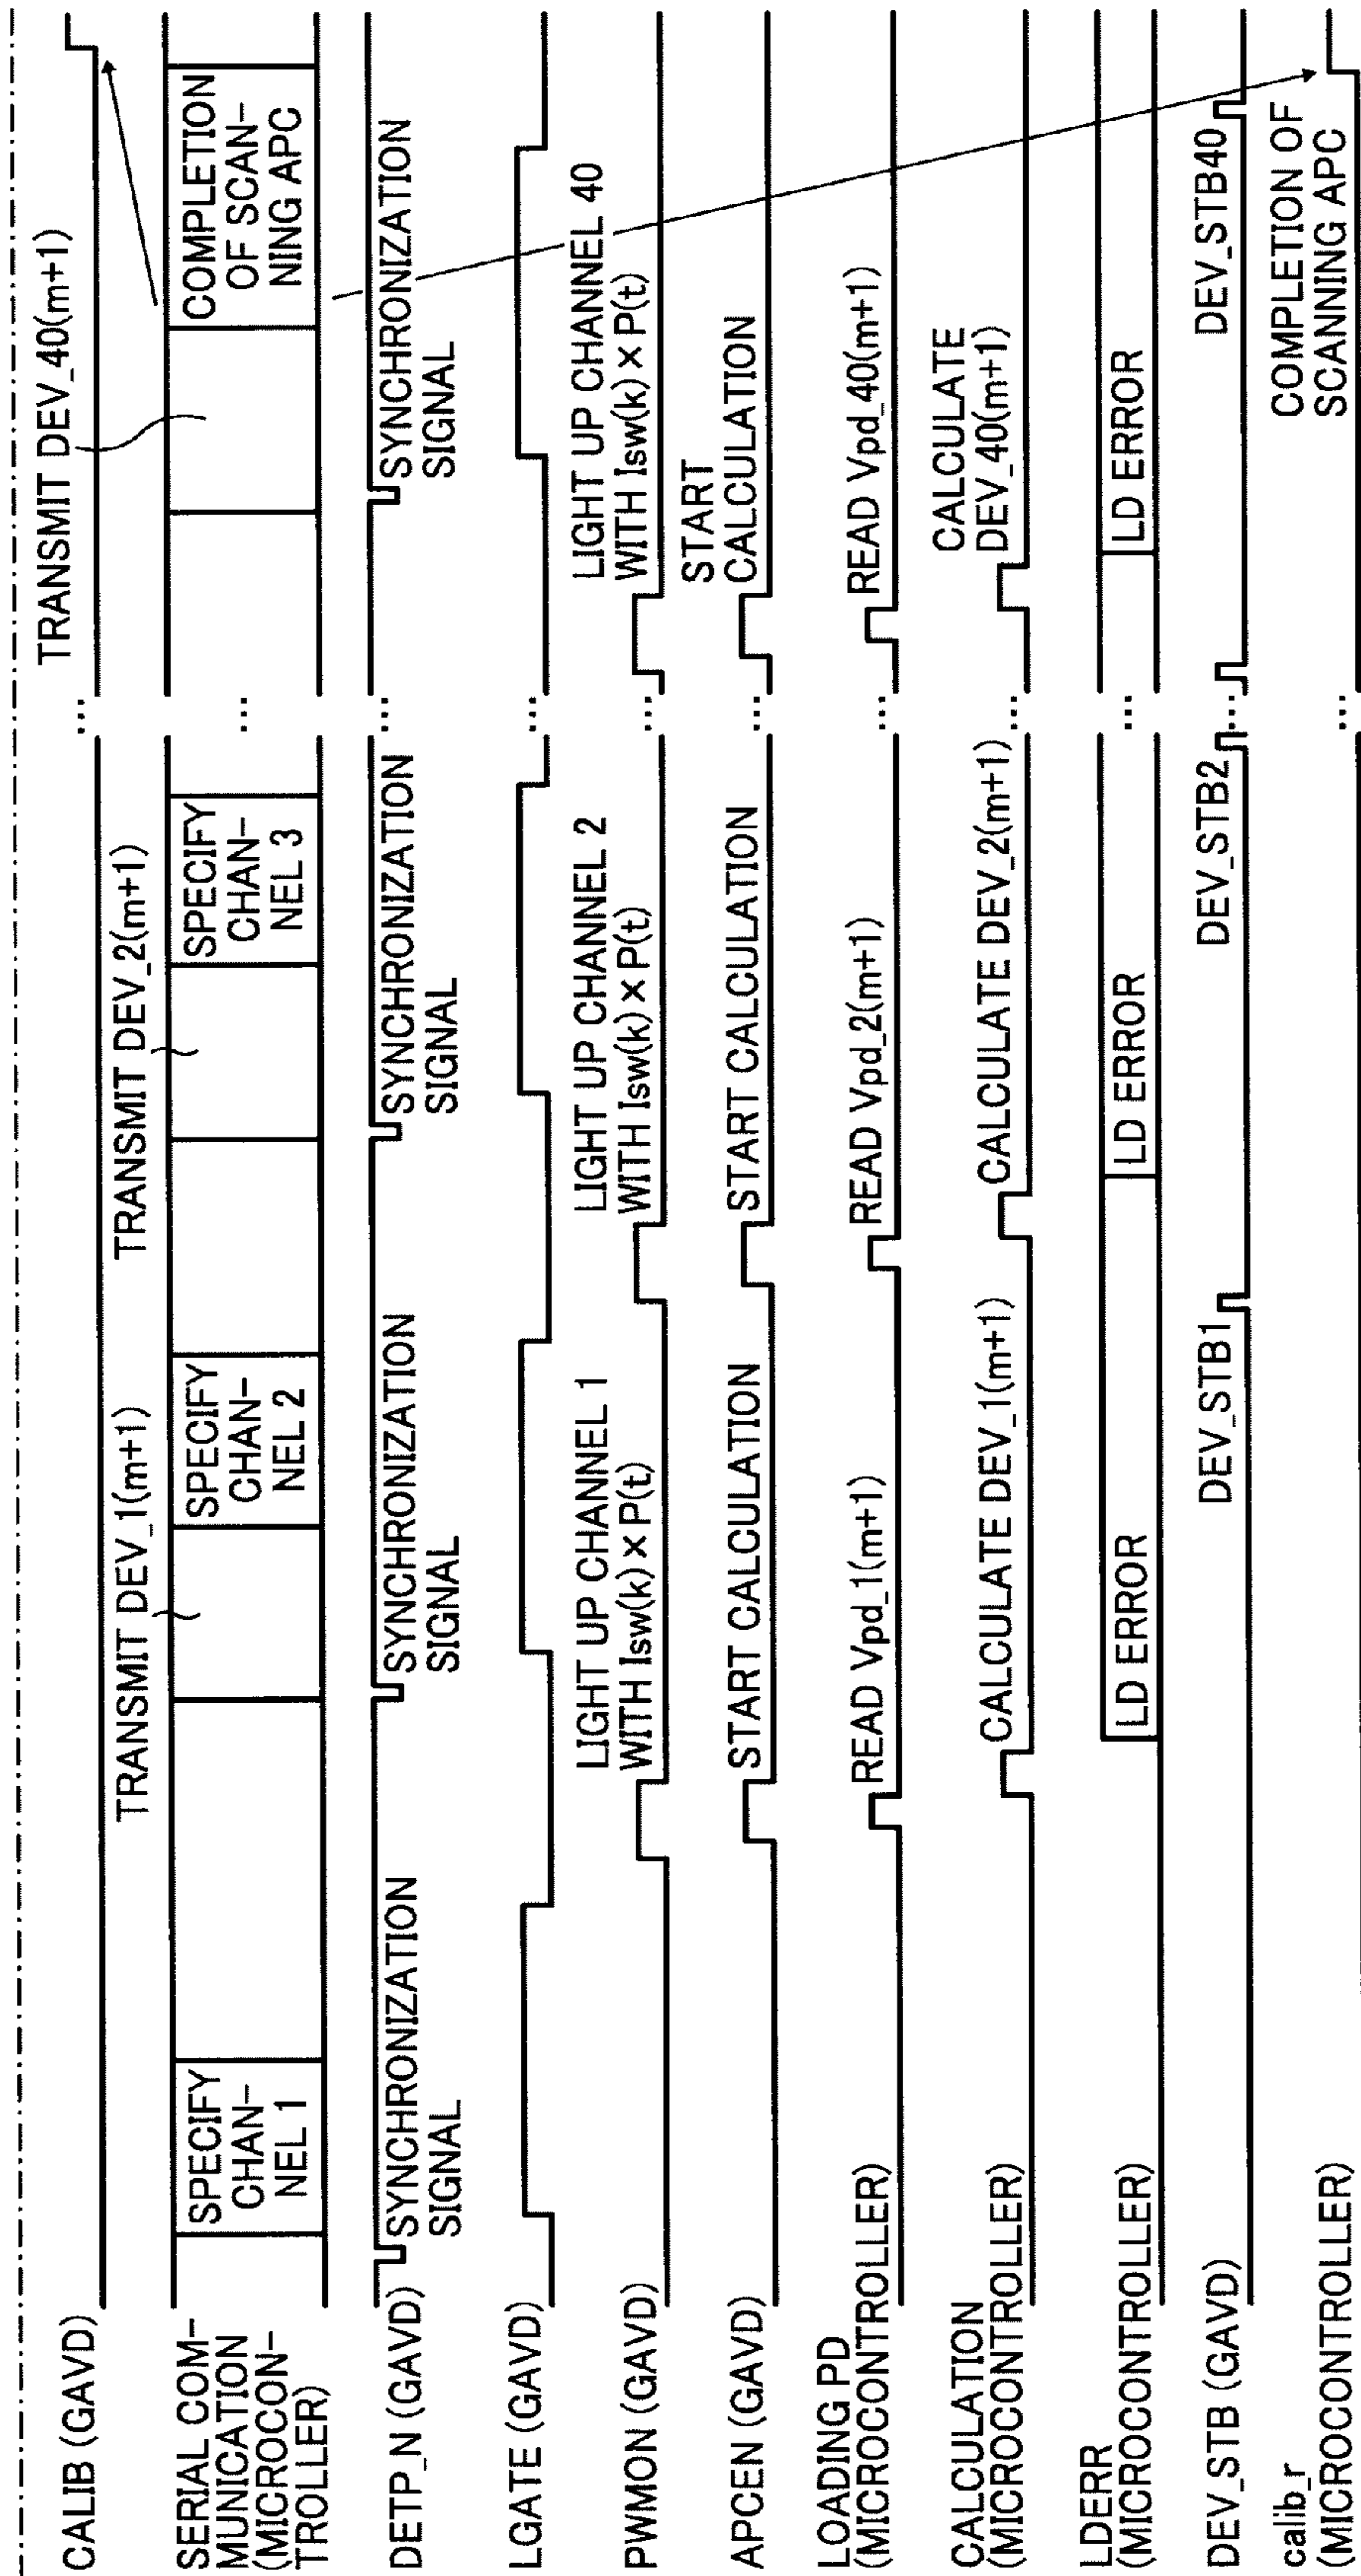 CALIB (GAVD)
...
TRANSMIT DEV_1(m+1)
TRANSMIT DEV_2(m+1)
TRANSMIT DEV_40(m+1)
SERIAL COM-
MUNICATION
(MICROCON-
TROLLER)
SPECIFY
CHAN-
NEL 1
SPECIFY
CHAN-
NEL 2
SPECIFY
CHAN-
NEL 3
...
COMPLETION
OF SCAN-
NING APC
DETP_N (GAVD)
SYNCHRONIZATION
SIGNAL
SYNCHRONIZATION
SIGNAL
SYNCHRONIZATION
SIGNAL
...
SYNCHRONIZATION
SIGNAL
LGATE (GAVD)
...
PWMON (GAVD)
LIGHT UP CHANNEL 1
WITH Isw(k) × P(t)
LIGHT UP CHANNEL 2
WITH Isw(k) × P(t)
...
LIGHT UP CHANNEL 40
WITH Isw(k) × P(t)
APCEN (GAVD)
START CALCULATION
START CALCULATION
...
START
CALCULATION
LOADING PD
(MICROCONTROLLER)
READ Vpd_1(m+1)
READ Vpd_2(m+1)
...
READ Vpd_40(m+1)
CALCULATION
(MICROCONTROLLER)
CALCULATE DEV_1(m+1)
CALCULATE DEV_2(m+1)
...
CALCULATE
DEV_40(m+1)
LDERR
(MICROCONTROLLER)
LD ERROR
LD ERROR
...
LD ERROR
DEV_STB (GAVD)
DEV_STB1
DEV_STB2
...
DEV_STB40
calib_r
(MICROCONTROLLER)
...
COMPLETION OF
SCANNING APC